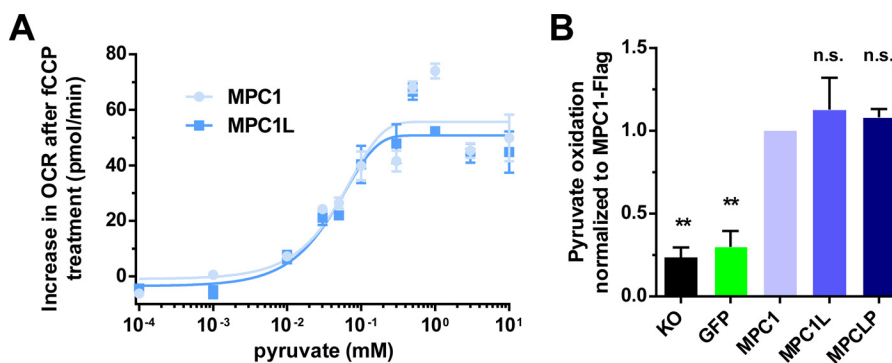 A
Increase in OCR after fCCP
treatment (pmol/min)
80
60
40
20
0
MPC1
MPC1L
10-4
10-3
10-2
10-1
100
101
pyruvate (mM)
B
Pyruvate oxidation
normalized to MPC1-Flag
1.5
1.0
0.5
0.0
**
**
n.s.
n.s.
KO
GFP
MPC1
MPC1L
MPCLP